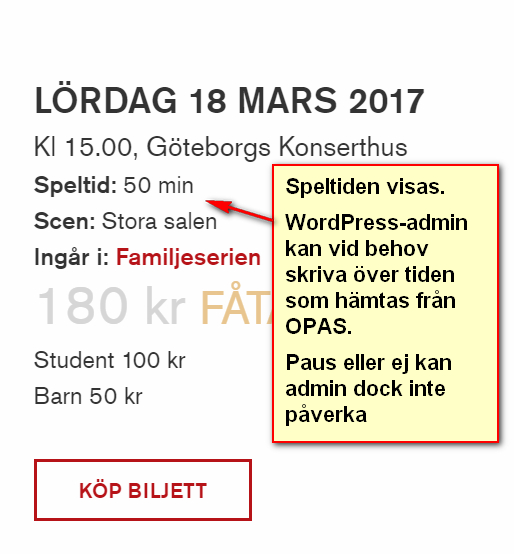 LÖRDAG 18 MARS 2017
Kl 15.00, Göteborgs Konserthus
Speltid: 50 min
Scen: Stora salen
Ingår i: Familjeserien
180 kr
Student 100 kr
Barn 50 kr
KÖP BILJETT
Speltiden visas.
WordPress-admin
kan vid behov
skriva över tiden
som hämtas från
OPAS.
Paus eller ej kan
admin dock inte
påverka